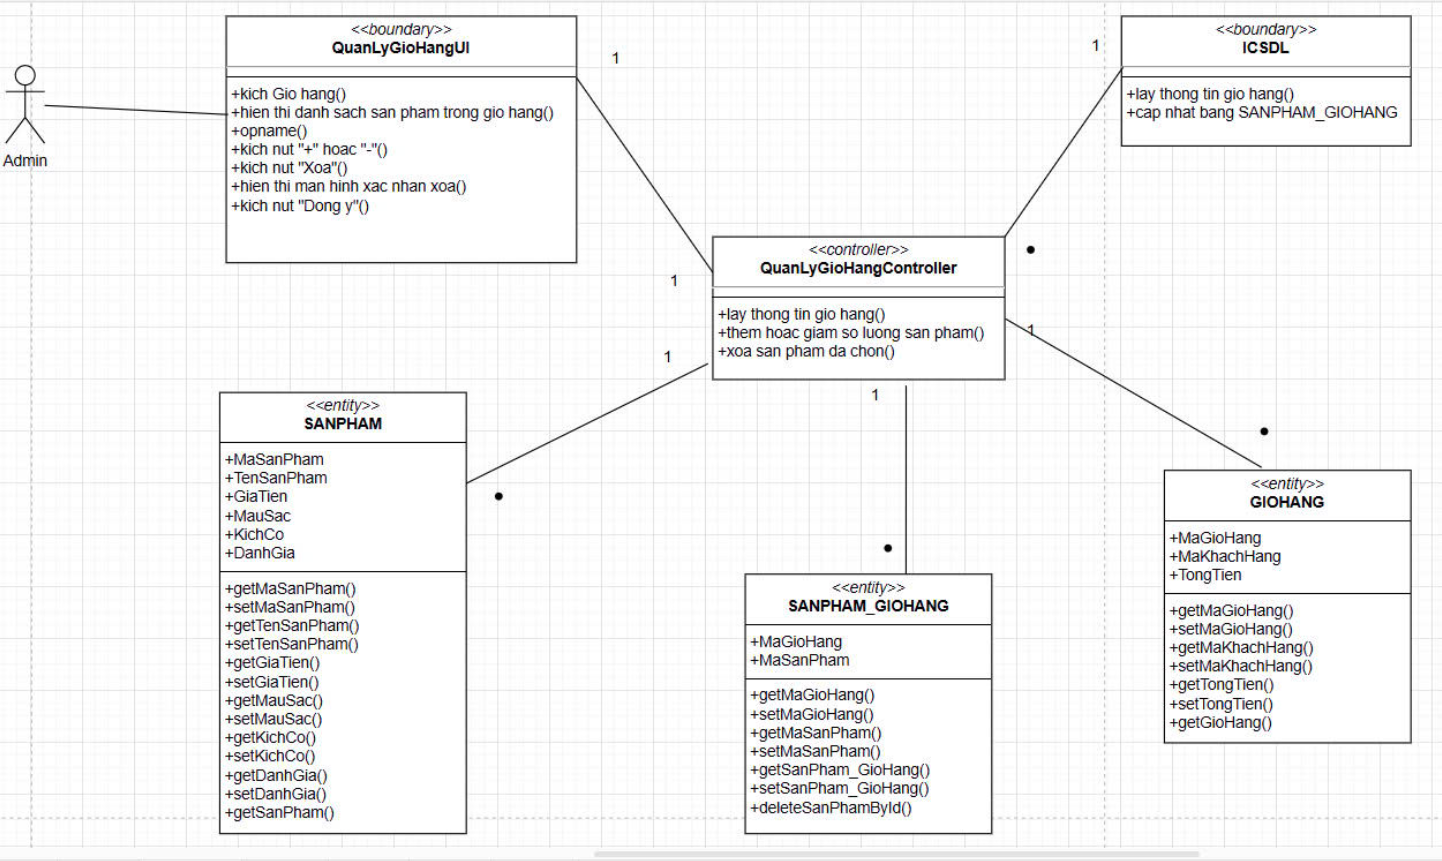 <<boundary>>
QuanLyGioHangUI
+kich Gio hang()
+hien thi danh sach san pham trong gio hang()
+opname()
+kich nut "+" hoac "-"()
+kich nut "Xoa"()
+hien thi man hinh xac nhan xoa()
+kich nut "Dong y"()
Admin
1
1
<<boundary>>
ICSDL
+lay thong tin gio hang()
+cap nhat bang SANPHAM_GIOHANG
1
<<controller>>
QuanLyGioHangController
+lay thong tin gio hang()
+them hoac giam so luong san pham()
+xoa san pham da chon()
1
1
1
<<entity>>
SANPHAM
+MaSanPham
+TenSanPham
+GiaTien
+MauSac
+KichCo
+DanhGia
+getMaSanPham()
+setMaSanPham()
+getTenSanPham()
+setTenSanPham()
+getGiaTien()
+setGiaTien()
+getMauSac()
+setMauSac()
+getKichCo()
+setKichCo()
+getDanhGia()
+setDanhGia()
+getSanPham()
<<entity>>
SANPHAM_GIOHANG
+MaGioHang
+MaSanPham
+getMaGioHang()
+setMaGioHang()
+getMaSanPham()
+setMaSanPham()
+getSanPham_GioHang()
+setSanPham_GioHang()
+deleteSanPhamById()
<<entity>>
GIOHANG
+MaGioHang
+MaKhachHang
+TongTien
+getMaGioHang()
+setMaGioHang()
+getMaKhachHang()
+setMaKhachHang()
+getTongTien()
+setTongTien()
+getGioHang()